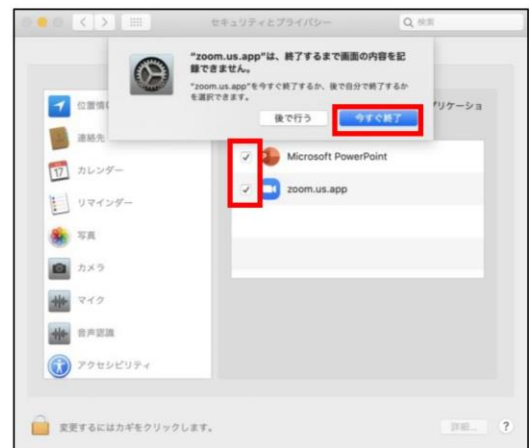 セキュリティとプライバシー
検索
"zoom.us.app"は、終了するまで画面の内容を記
録できません。
"zoom.us.app"を今すぐ終了するか、後で自分で終了するか
を選択できます。
後で行う
今すぐ終了
位置情
プリケーショ
連絡先
カレンダー
リマインダー
写真
カメラ
マイク
音声認識
アクセシビリティ
Microsoft PowerPoint
zoom.us.app
変更するにはカギをクリックします。
詳細...
?